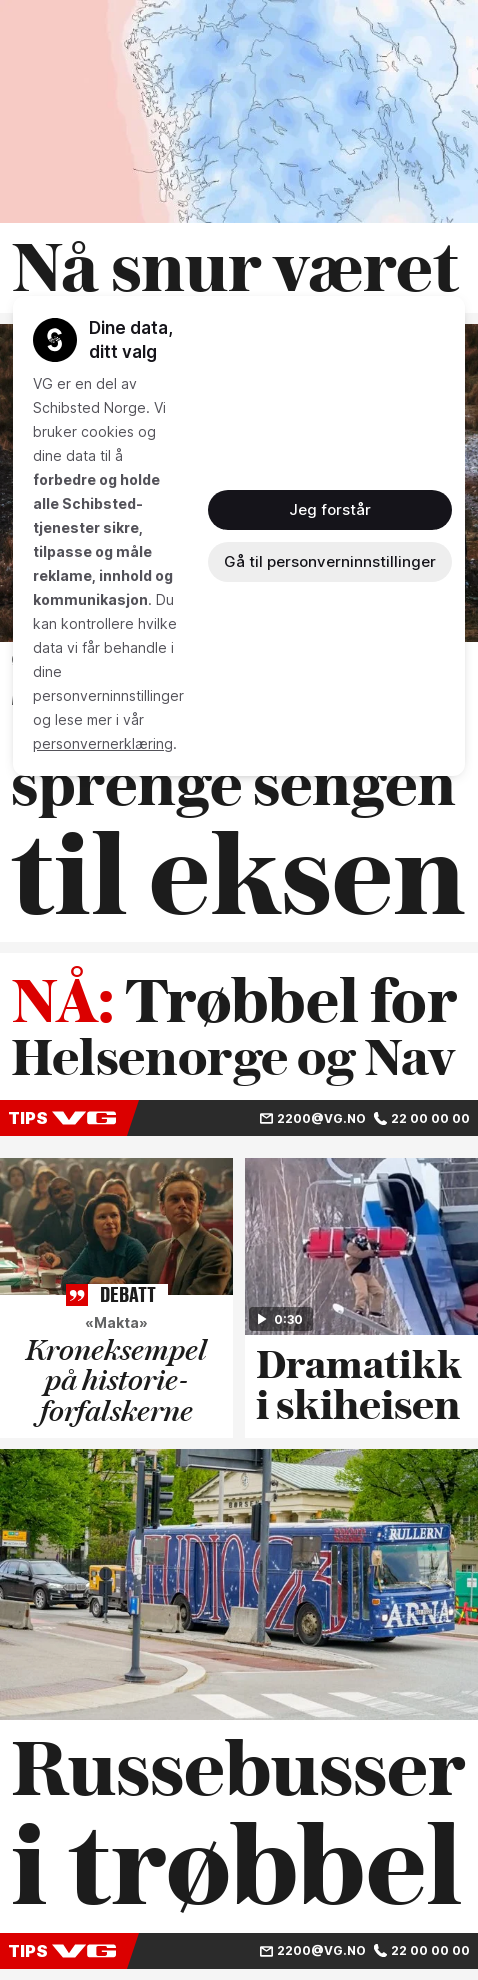 Nå snur været
Dine data,
ditt valg
VG er en del av
Schibsted Norge. Vi
bruker cookies og
dine data til å
forbedre og holde
alle Schibsted-
tjenester sikre,
tilpasse og måle
reklame, innhold og
kommunikasjon. Du
kan kontrollere hvilke
data vi får behandle i
dine
personverninnstillinger
og lese mer i vår
personvernerklæring.
Jeg forstår
Gå til personverninnstillinger
sprenge sengen
til eksen
NÅ: Trøbbel for
Helsenorge og Nav
TIPS VG 2200@VG.NO 22 00 00 00
DEBATT
«Makta»
Kroneksempel
på historie-
forfalskerne
0:30
Dramatikk
i skiheisen
BØRSEN
RULLERN
ARNA
Russebusser
i trøbbel
TIPS VG 2200@VG.NO 22 00 00 00